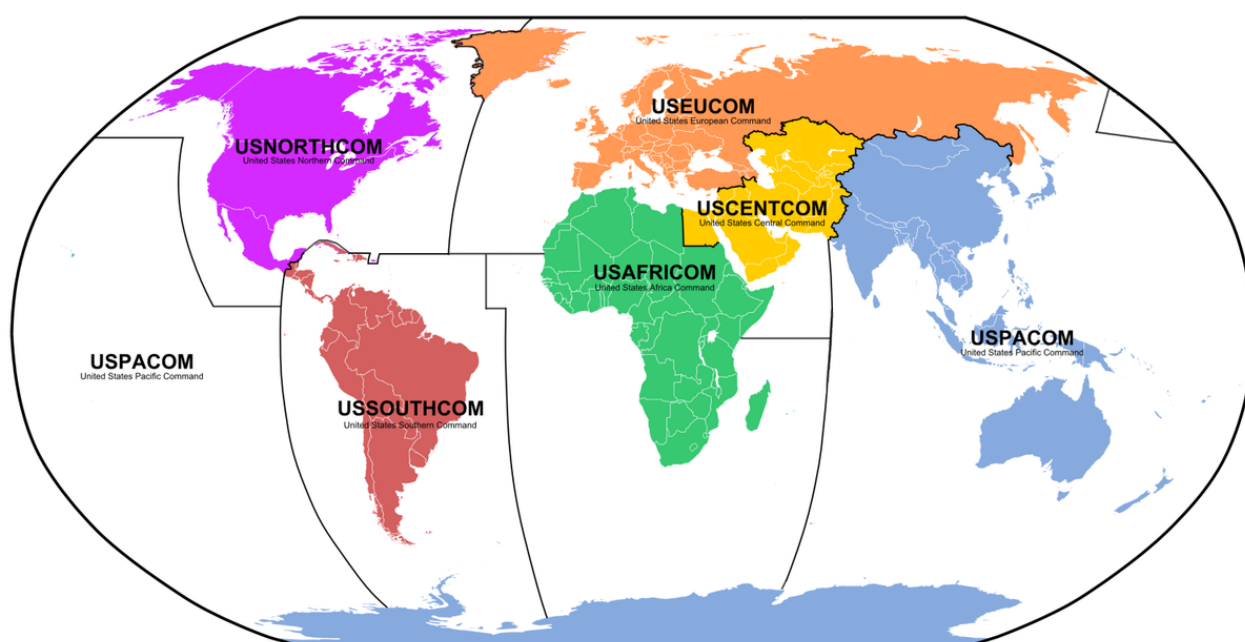 USEUCOM
United States European Command
USNORTHCOM
United States Northern Command
USCENTCOM
United States Central Command
USAFRICOM
United States Africa Command
USPACOM
United States Pacific Command
USPACOM
United States Pacific Command
USSOUTHCOM
United States Southern Command